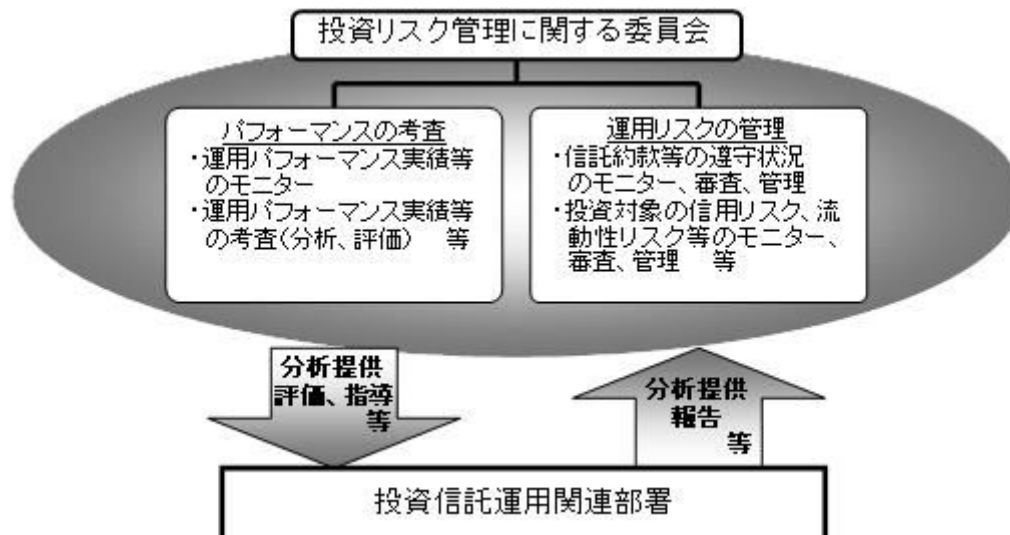 投資リスク管理に関する委員会
パフォーマンスの考査
・運用パフォーマンス実績等
のモニター
・運用パフォーマンス実績等
の考査(分析、評価) 等
運用リスクの管理
・信託約款等の遵守状況
のモニター、審査、管理
・投資対象の信用リスク、流
動性リスク等のモニター、
審査、管理 等
分析提供
評価、指導
等
分析提供
報告
等
投資信託運用関連部署